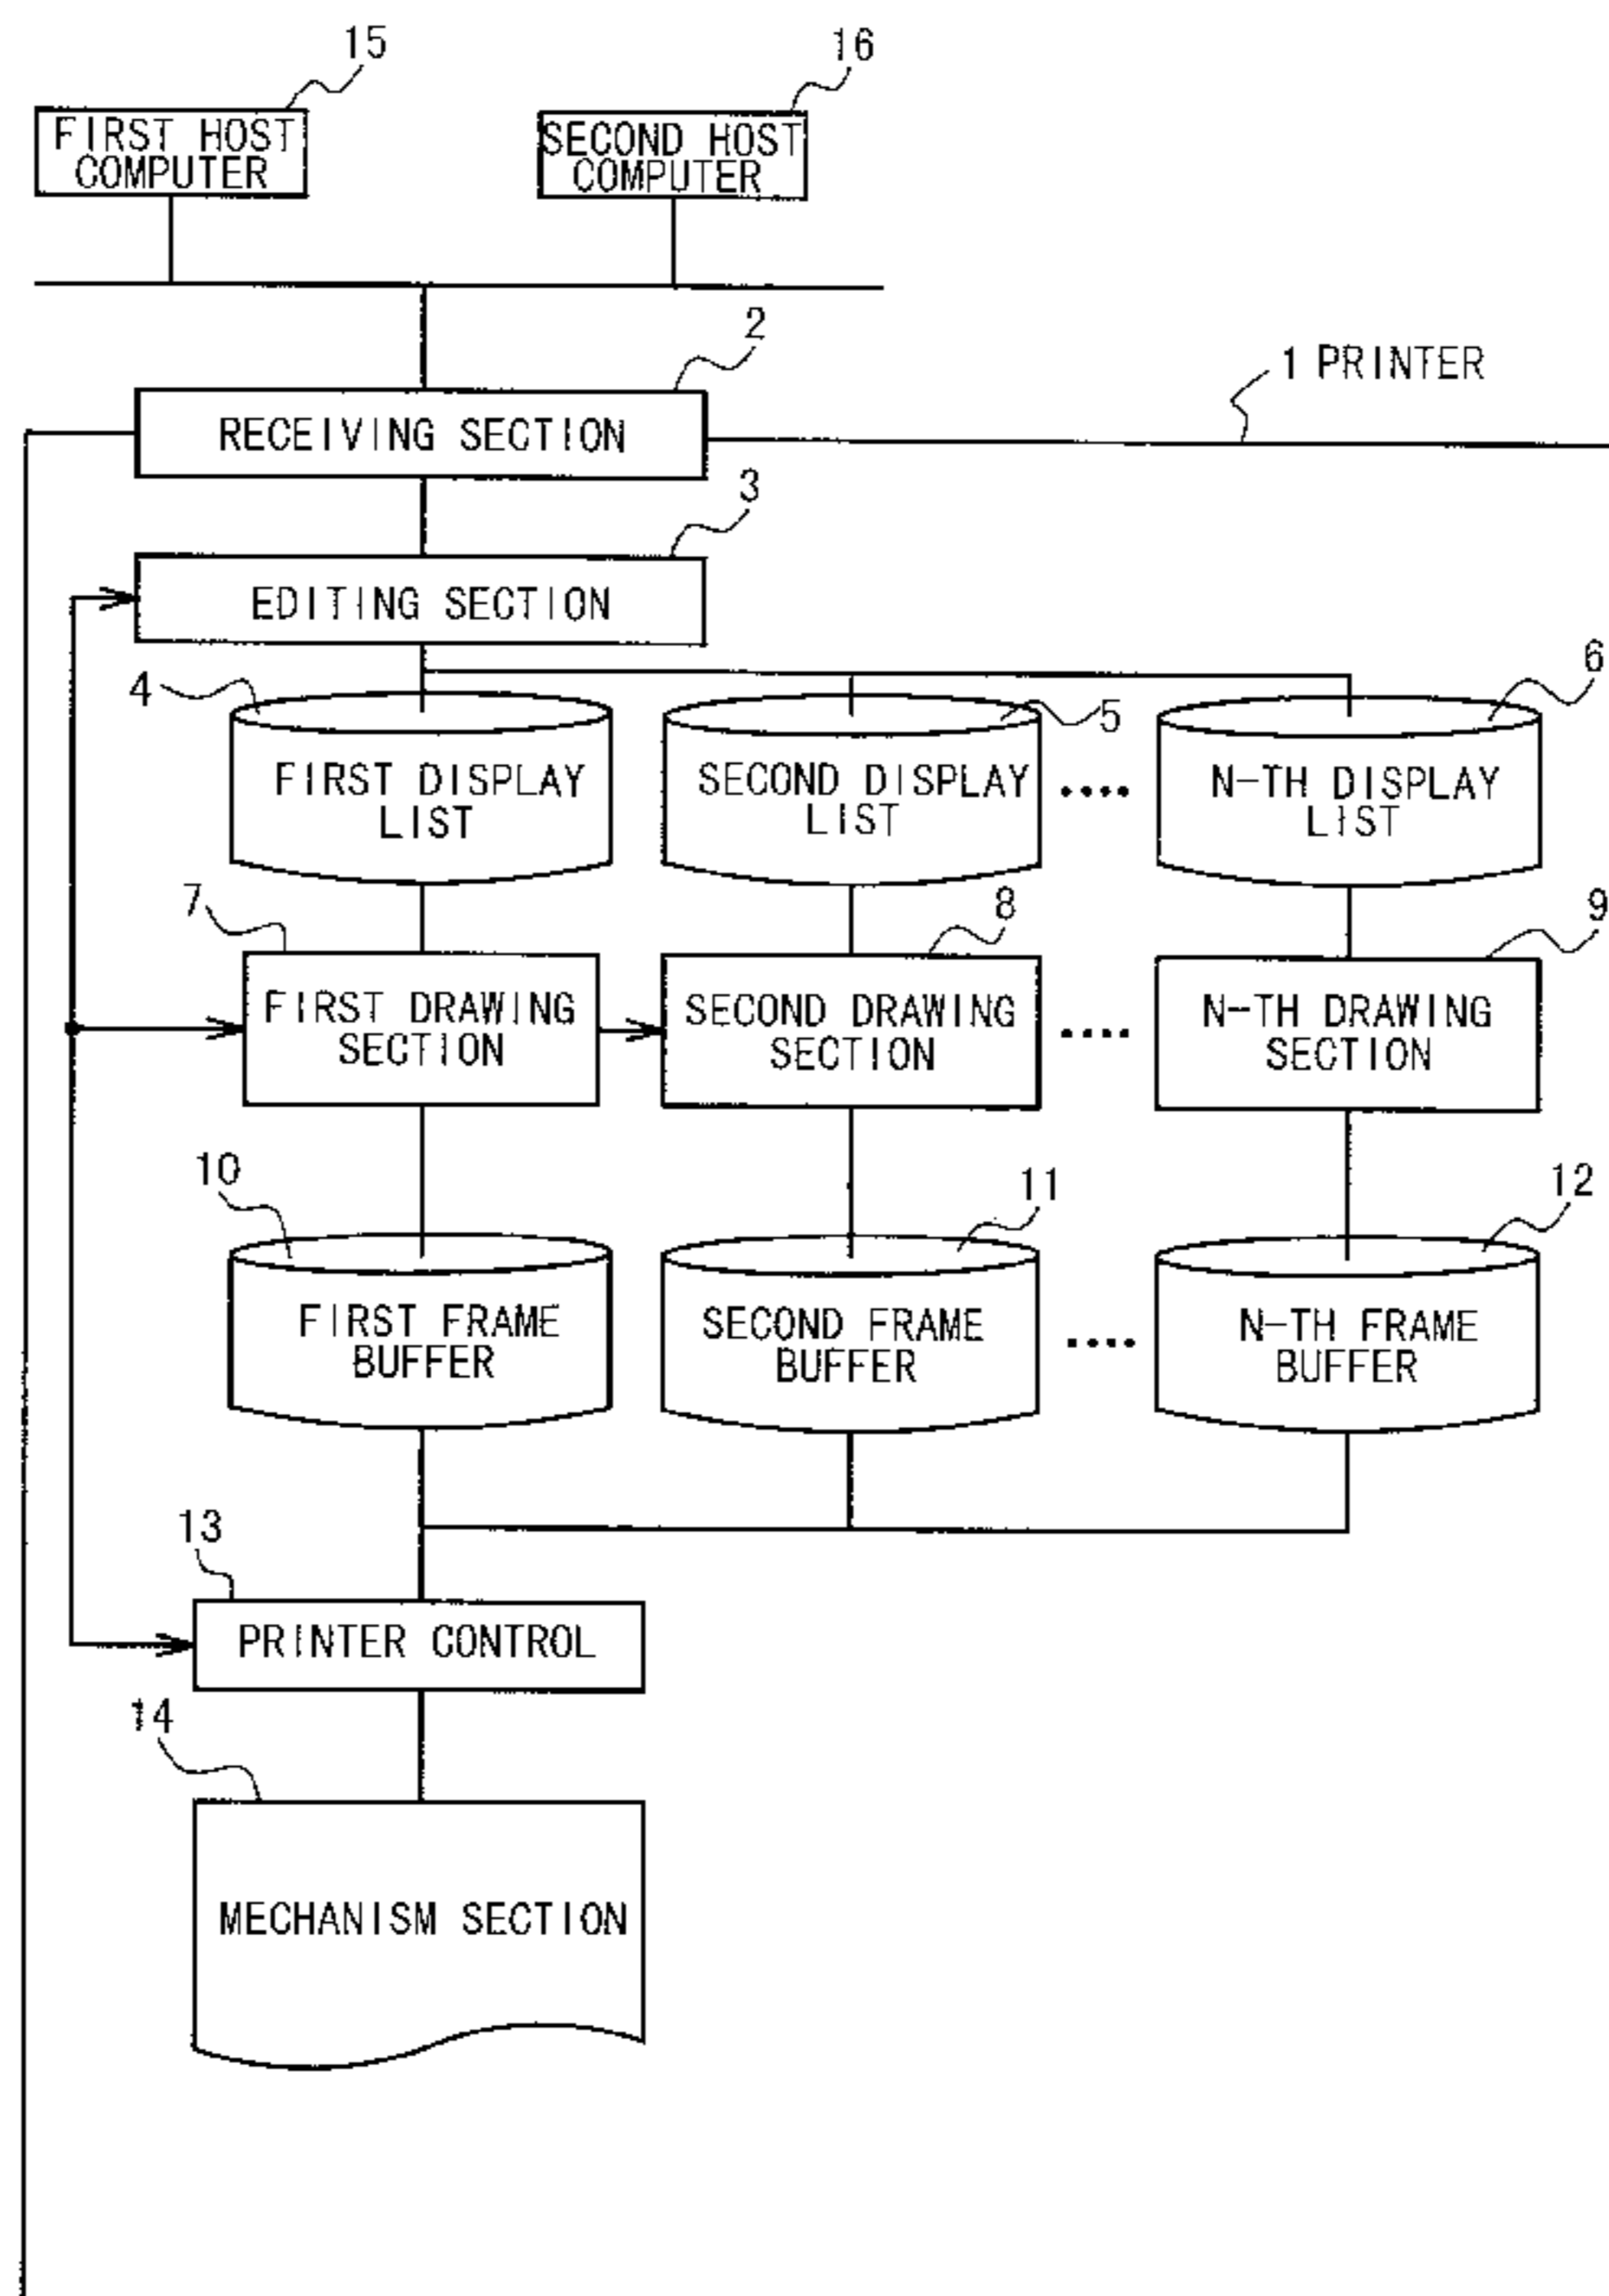 15
16
FIRST HOST
COMPUTER
SECOND HOST
COMPUTER
2
1 PRINTER
RECEIVING SECTION
3
EDITING SECTION
4
5
6
FIRST DISPLAY
LIST
SECOND DISPLAY
LIST
....
N-TH DISPLAY
LIST
7
8
9
FIRST DRAWING
SECTION
SECOND DRAWING
SECTION
....
N-TH DRAWING
SECTION
10
11
12
FIRST FRAME
BUFFER
SECOND FRAME
BUFFER
....
N-TH FRAME
BUFFER
13
PRINTER CONTROL
14
MECHANISM SECTION